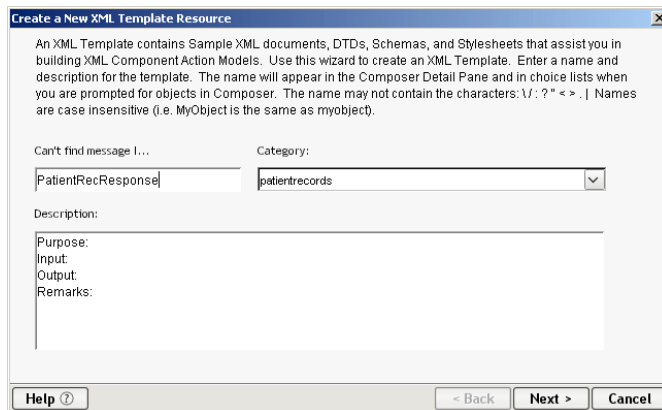 Create a New XML Template Resource
An XML Template contains Sample XML documents, DTDs, Schemas, and Stylesheets that assist you in
building XML Component Action Models. Use this wizard to create an XML Template. Enter a name and
description for the template. The name will appear in the Composer Detail Pane and in choice lists when
you are prompted for objects in Composer. The name may not contain the characters: \ / : ? " < > . | Names
are case insensitive (i.e. MyObject is the same as myobject).
Can't find message I... Category:
PatientRecResponse patientrecords
Description:
Purpose:
Input:
Output:
Remarks:
Help ? < Back Next > Cancel